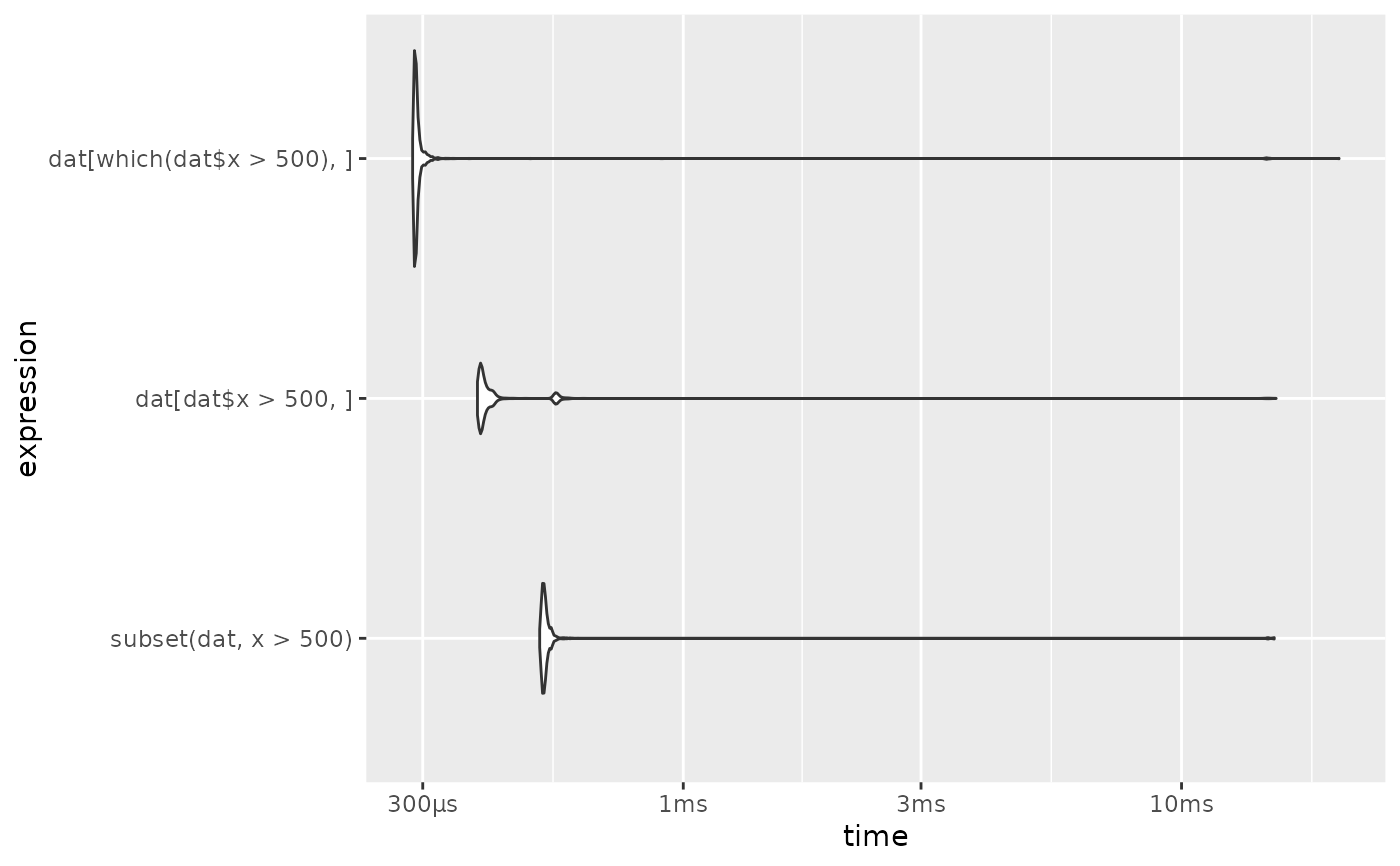 expression
dat[which(dat$x > 500), ]
dat[dat$x > 500, ]
subset(dat, x > 500)
300µs 1ms 3ms 10ms
time